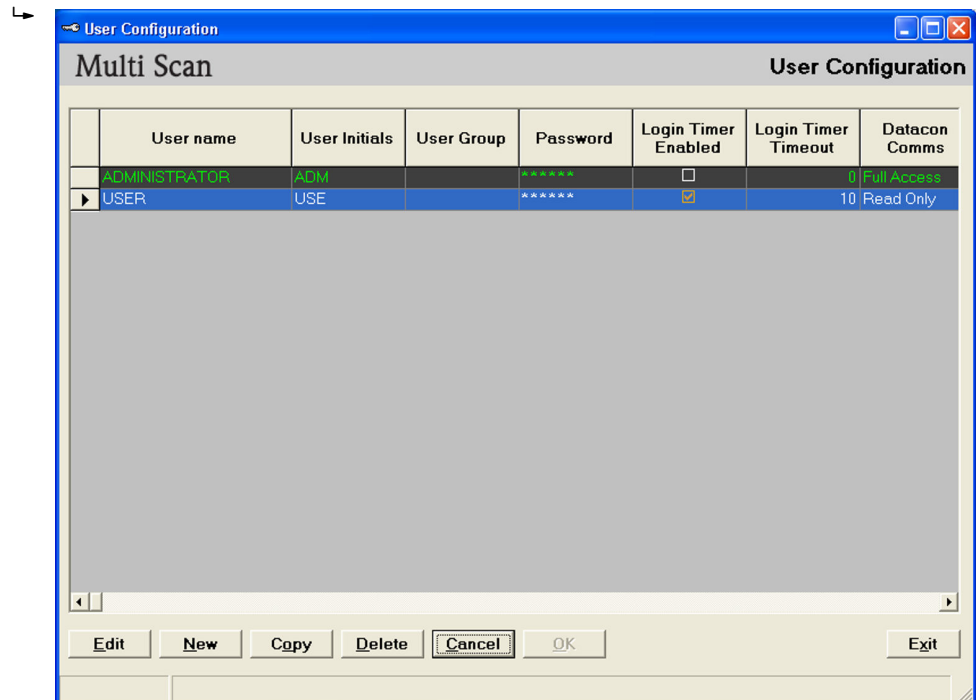 User Configuration
Multi Scan
User Configuration
User name User Initials User Group Password Login Timer Enabled Login Timer Timeout Datacon Comms
ADMINISTRATOR ADM ****** 0 Full Access
USER USE ****** 10 Read Only
Edit New Copy Delete Cancel OK Exit